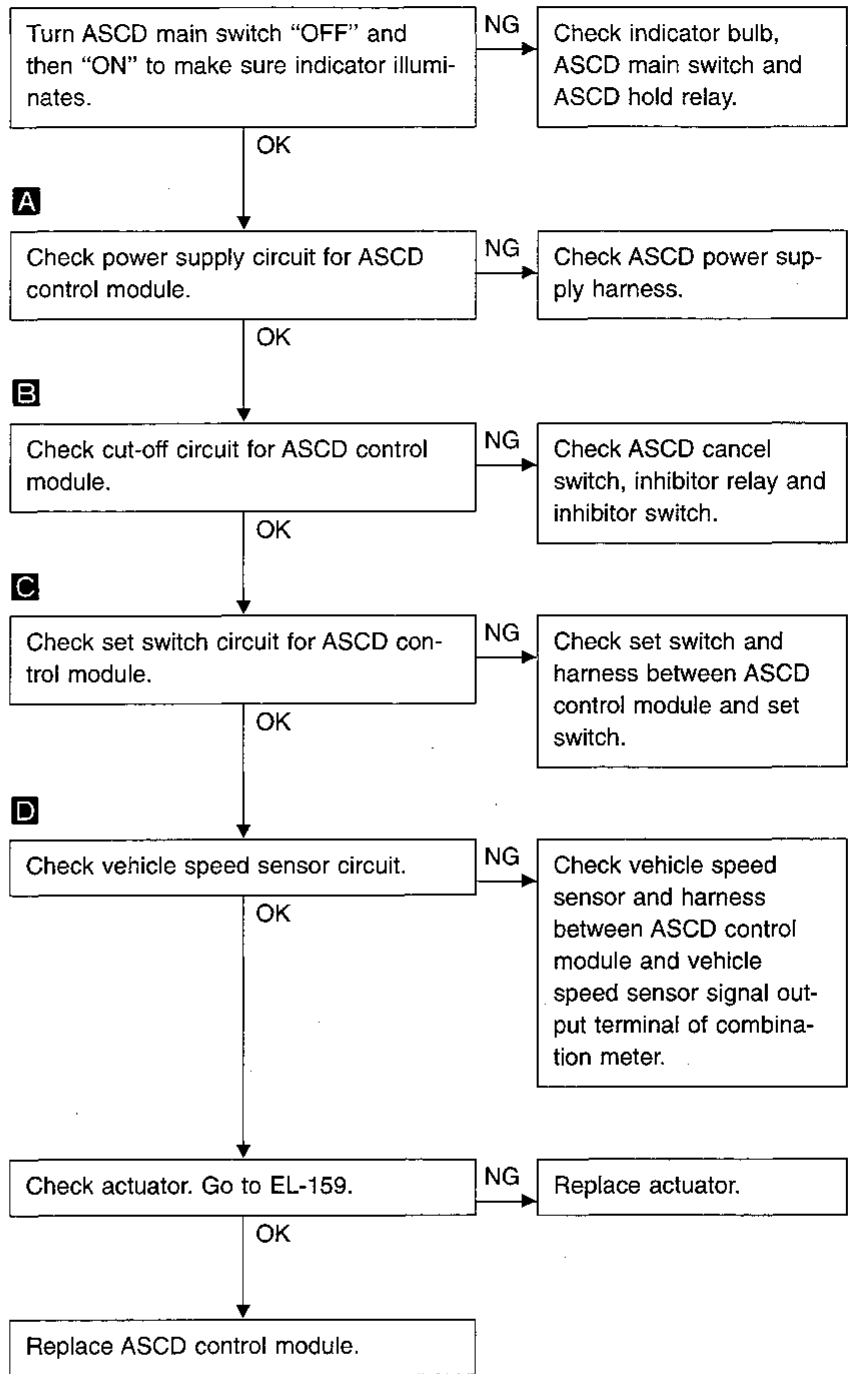 Turn ASCD main switch “OFF” and
then “ON” to make sure indicator illumi-
nates.
NG
Check indicator bulb,
ASCD main switch and
ASCD hold relay.
OK
A
Check power supply circuit for ASCD
control module.
NG
Check ASCD power sup-
ply harness.
OK
B
Check cut-off circuit for ASCD control
module.
NG
Check ASCD cancel
switch, inhibitor relay and
inhibitor switch.
OK
C
Check set switch circuit for ASCD con-
trol module.
NG
Check set switch and
harness between ASCD
control module and set
switch.
OK
D
Check vehicle speed sensor circuit.
NG
Check vehicle speed
sensor and harness
between ASCD control
module and vehicle
speed sensor signal out-
put terminal of combina-
tion meter.
OK
Check actuator. Go to EL-159.
NG
Replace actuator.
OK
Replace ASCD control module.